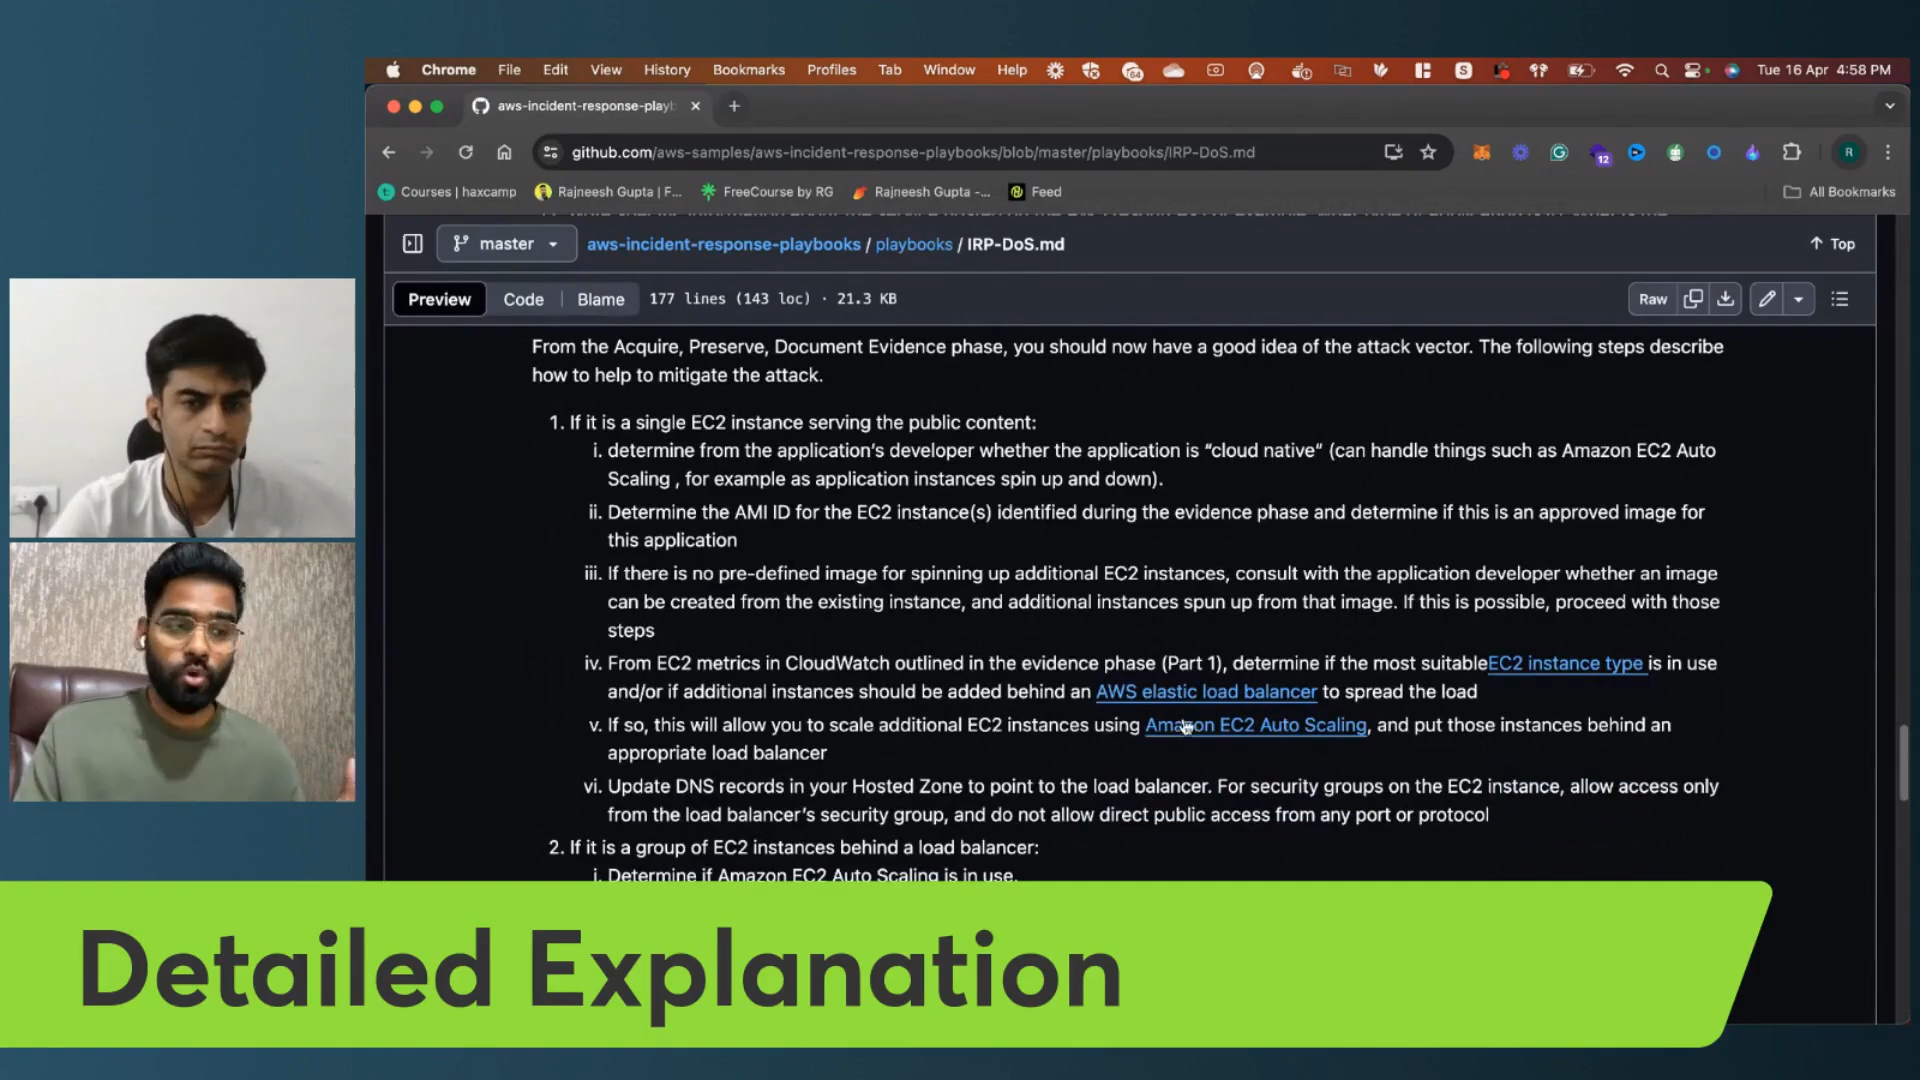 Chrome File Edit View History Bookmarks Profiles Tab Window Help 64 S Tue 16 Apr 4:58 PM
aws-incident-response-playb
github.com/aws-samples/aws-incident-response-playbooks/blob/master/playbooks/IRP-DoS.md 12 R
Courses | haxcamp Rajneesh Gupta | F... FreeCourse by RG Rajneesh Gupta -... Feed All Bookmarks
master aws-incident-response-playbooks / playbooks / IRP-DoS.md Top
Preview Code Blame 177 lines (143 loc) · 21.3 KB Raw
From the Acquire, Preserve, Document Evidence phase, you should now have a good idea of the attack vector. The following steps describe
how to help to mitigate the attack.
1. If it is a single EC2 instance serving the public content:
i. determine from the application's developer whether the application is “cloud native” (can handle things such as Amazon EC2 Auto
Scaling , for example as application instances spin up and down).
ii. Determine the AMI ID for the EC2 instance(s) identified during the evidence phase and determine if this is an approved image for
this application
iii. If there is no pre-defined image for spinning up additional EC2 instances, consult with the application developer whether an image
can be created from the existing instance, and additional instances spun up from that image. If this is possible, proceed with those
steps
iv. From EC2 metrics in CloudWatch outlined in the evidence phase (Part 1), determine if the most suitableEC2 instance type is in use
and/or if additional instances should be added behind an AWS elastic load balancer to spread the load
v. If so, this will allow you to scale additional EC2 instances using Amazon EC2 Auto Scaling, and put those instances behind an
appropriate load balancer
vi. Update DNS records in your Hosted Zone to point to the load balancer. For security groups on the EC2 instance, allow access only
from the load balancer's security group, and do not allow direct public access from any port or protocol
2. If it is a group of EC2 instances behind a load balancer:
i. Determine if Amazon EC2 Auto Scaling is in use.
Detailed Explanation